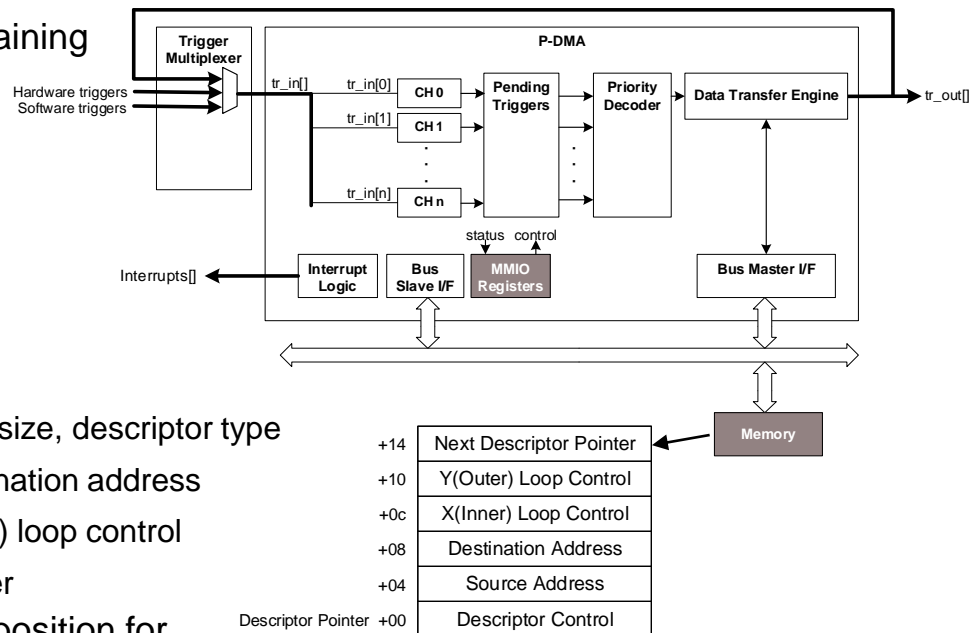 aining
Trigger
Multiplexer
P-DMA
Hardware triggers
Software triggers
tr_in[]
tr_in[0]
CH 0
tr_in[1]
CH 1
tr_in[n]
CH n
Pending
Triggers
Priority
Decoder
Data Transfer Engine
tr_out[]
status control
Interrupts[]
Interrupt
Logic
Bus
Slave I/F
MMIO
Registers
Bus Master I/F
Memory
size, descriptor type
nation address
) loop control
er
position for
+14 Next Descriptor Pointer
+10 Y(Outer) Loop Control
+0c X(Inner) Loop Control
+08 Destination Address
+04 Source Address
Descriptor Pointer +00 Descriptor Control